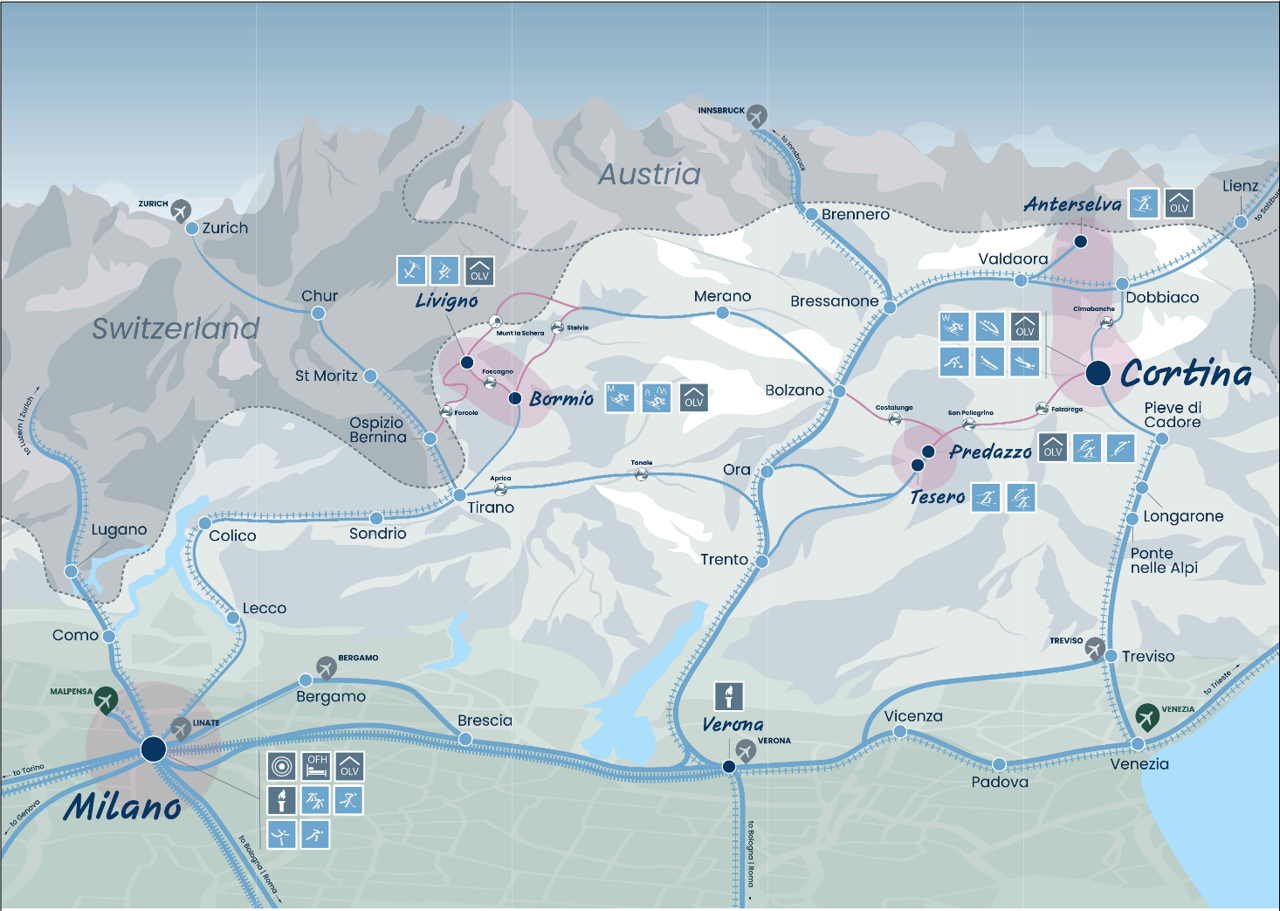 INNSBRUCK
to Innsbruck
Austria
Lienz
to Salzbu
ZURICH
Zurich
Brennero
Anterselva
OLV
Valdaora
Switzerland
Chur
OLV
Livigno
Merano
Bressanone
Dobbiaco
Cimabanche
Munt la Schera
Stelvio
W
OLV
St Moritz
Foscagno
Bormio
M
OLV
Bolzano
Cortina
Forcola
Ospizio
Bernina
Costalunga
San Pellegrino
Falzarego
Pieve di
Cadore
to Luzern | Zurich
Predazzo
OLV
Tonale
Ora
Aprica
Tirano
Tesero
Longarone
Lugano
Colico
Sondrio
Trento
Ponte
nelle Alpi
Como
Lecco
TREVISO
Treviso
BERGAMO
Bergamo
MALPENSA
LINATE
Brescia
Verona
VERONA
Vicenza
VENEZIA
to Trieste
Venezia
Padova
to Torino
OFH
OLV
Milano
to Genova
to Bologna | Roma
to Bologna | Roma